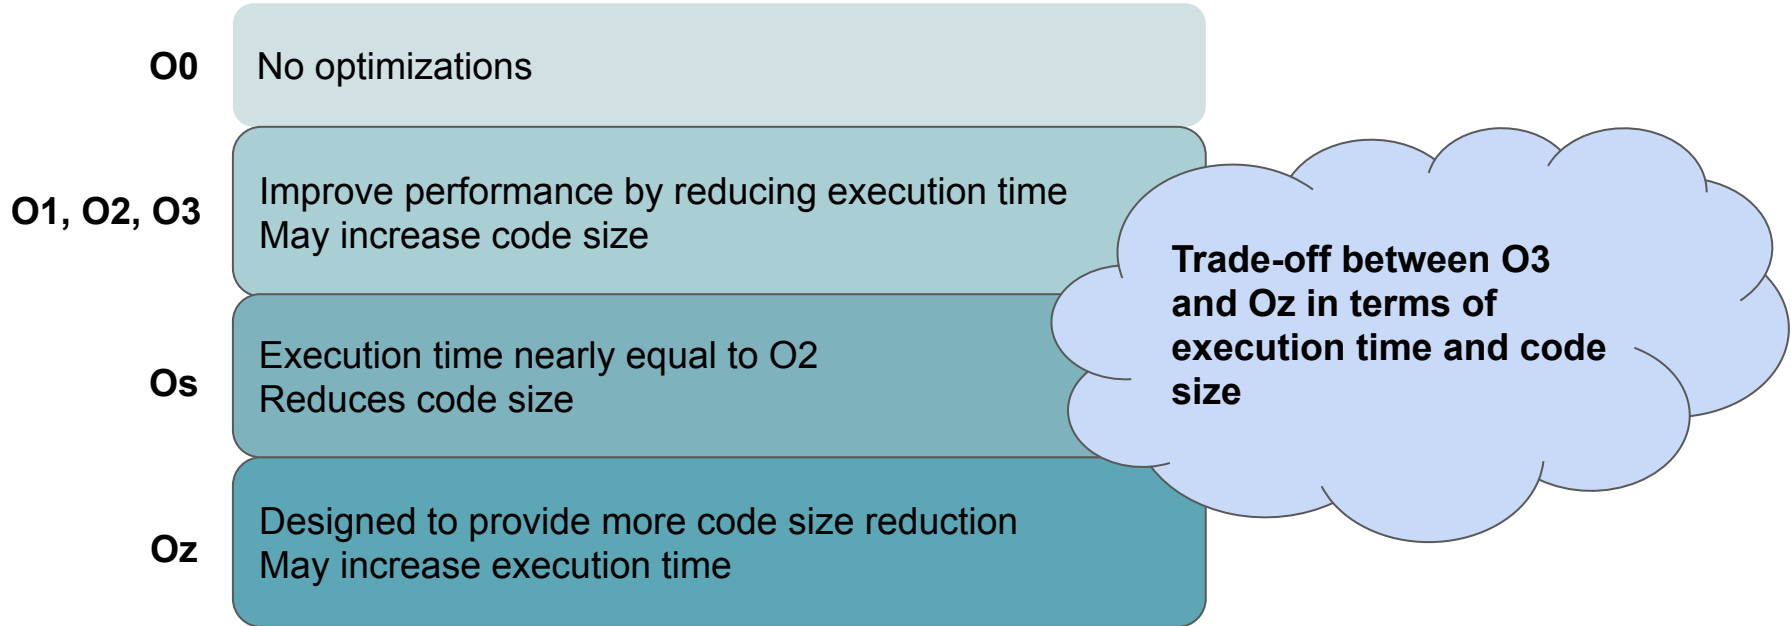 O0
No optimizations
O1, O2, O3
Improve performance by reducing execution time
May increase code size
Os
Execution time nearly equal to O2
Reduces code size
Oz
Designed to provide more code size reduction
May increase execution time
Trade-off between O3
and Oz in terms of
execution time and code
size